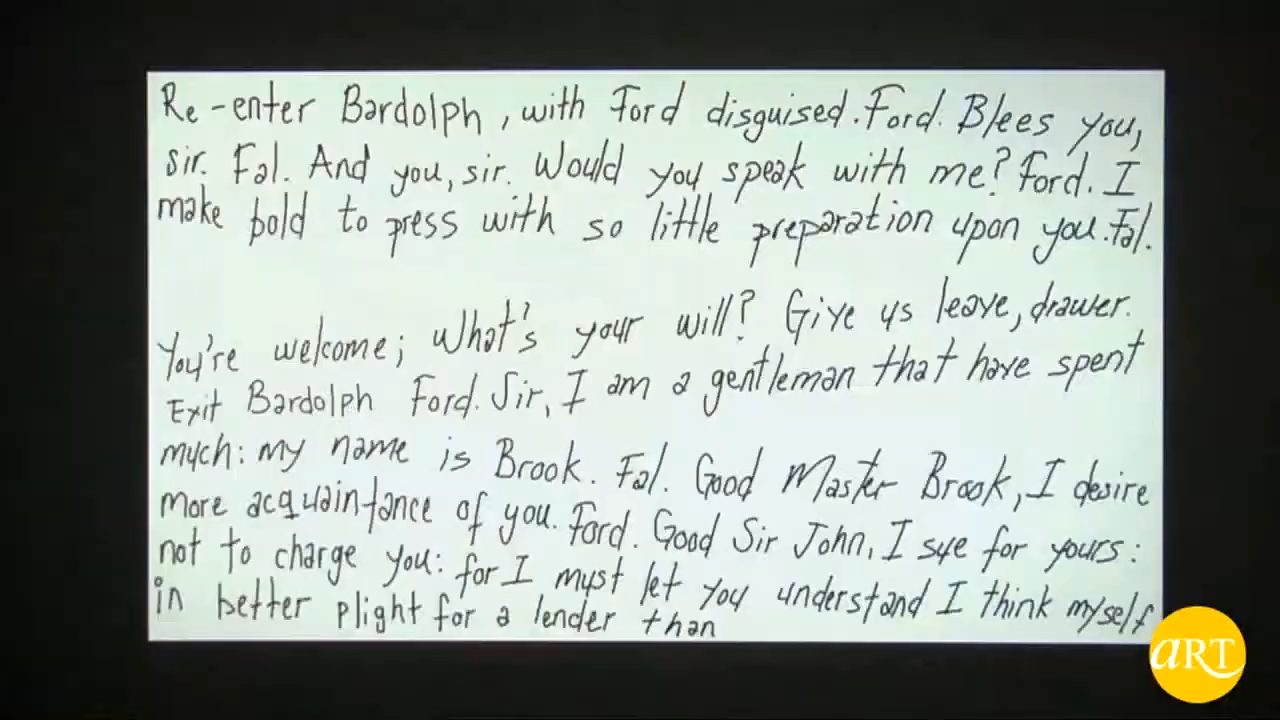 Re-enter Bardolph, with Ford disguised. Ford. Blees you,
sir. Fal. And you, sir. Would you speak with me? Ford. I
make bold to press with so little preparation upon you. Fal.
You're welcome; What's your will? Give us leave, drawer.
Exit Bardolph Ford. Sir, I am a gentleman that have spent
much: my name is Brook. Fal. Good Master Brook, I desire
more acquaintance of you. Ford. Good Sir John, I sue for yours:
not to charge you: for I must let you understand I think myself
in better plight for a lender than
aRT